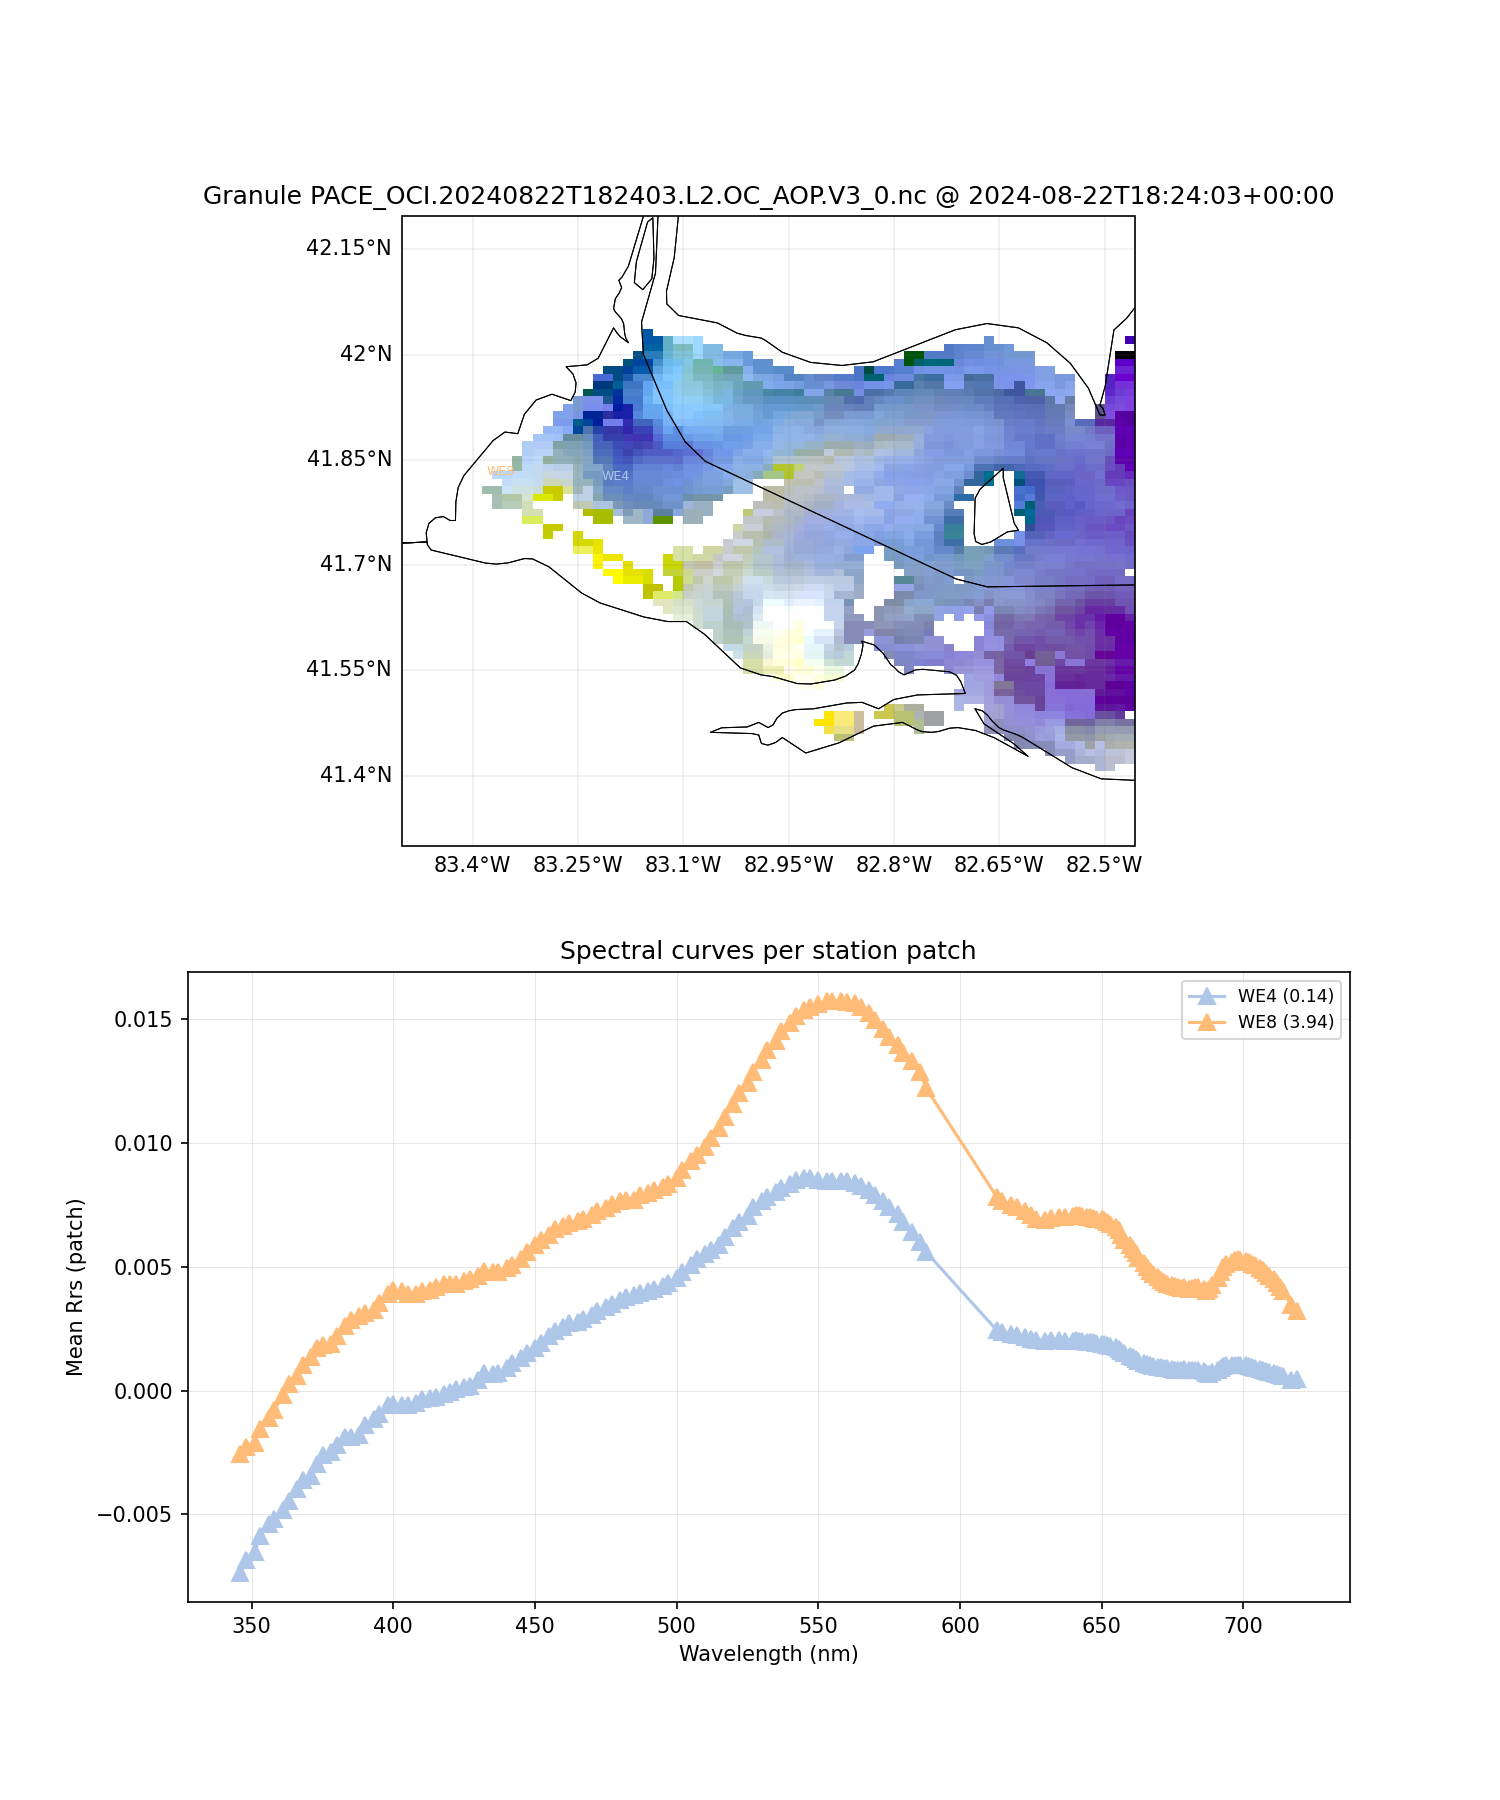 Granule PACE_OCI.20240822T182403.L2.OC_AOP.V3_0.nc @ 2024-08-22T18:24:03+00:00
42.15°N
42°N
41.85°N
41.7°N
41.55°N
41.4°N
WE8
WE4
83.4°W 83.25°W 83.1°W 82.95°W 82.8°W 82.65°W 82.5°W
Spectral curves per station patch
WE4 (0.14)
WE8 (3.94)
0.015
0.010
0.005
0.000
−0.005
Mean Rrs (patch)
350 400 450 500 550 600 650 700
Wavelength (nm)